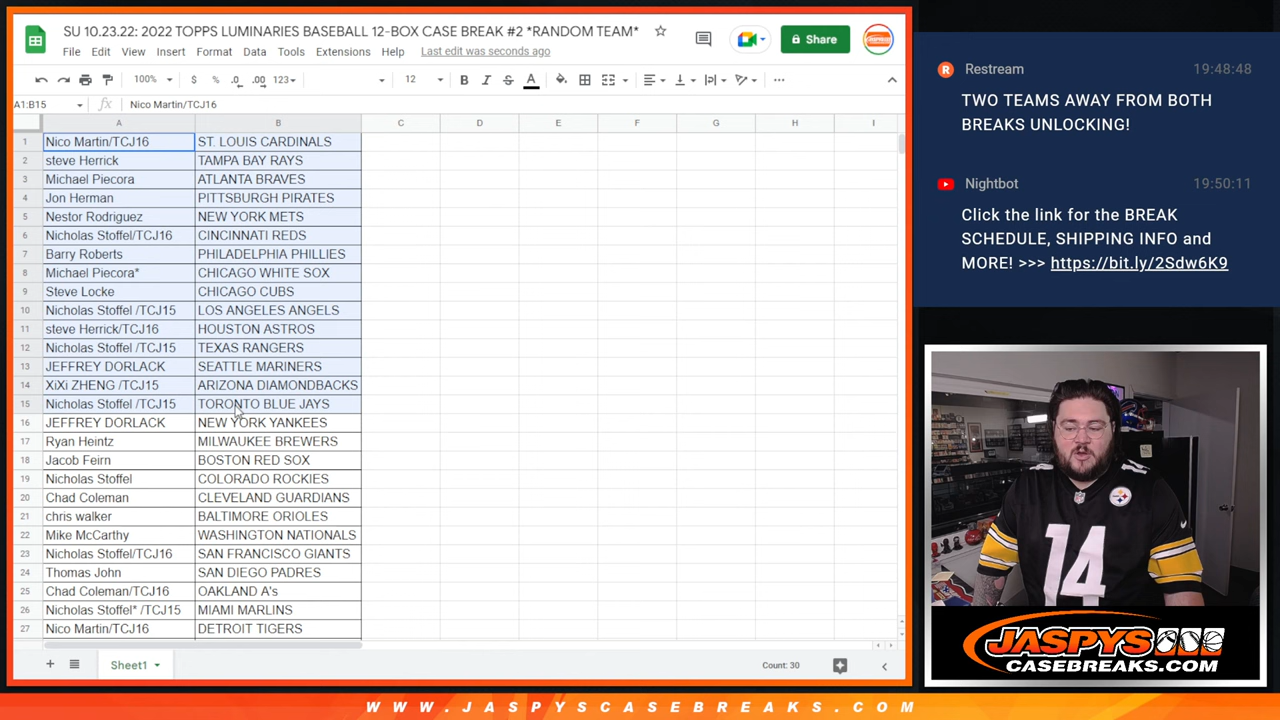 SU 10.23.22: 2022 TOPPS LUMINARIES BASEBALL 12-BOX CASE BREAK #2 *RANDOM TEAM*
File Edit View Insert Format Data Tools Extensions Help Last edit was seconds ago
Share
100% $ % .0 .00 123 12 B I S A
A1:B15 fx Nico Martin/TCJ16
A B C D E F G H I
1 Nico Martin/TCJ16 ST. LOUIS CARDINALS
2 steve Herrick TAMPA BAY RAYS
3 Michael Piecora ATLANTA BRAVES
4 Jon Herman PITTSBURGH PIRATES
5 Nestor Rodriguez NEW YORK METS
6 Nicholas Stoffel/TCJ16 CINCINNATI REDS
7 Barry Roberts PHILADELPHIA PHILLIES
8 Michael Piecora* CHICAGO WHITE SOX
9 Steve Locke CHICAGO CUBS
10 Nicholas Stoffel /TCJ15 LOS ANGELES ANGELS
11 steve Herrick/TCJ16 HOUSTON ASTROS
12 Nicholas Stoffel /TCJ15 TEXAS RANGERS
13 JEFFREY DORLACK SEATTLE MARINERS
14 XiXi ZHENG /TCJ15 ARIZONA DIAMONDBACKS
15 Nicholas Stoffel /TCJ15 TORONTO BLUE JAYS
16 JEFFREY DORLACK NEW YORK YANKEES
17 Ryan Heintz MILWAUKEE BREWERS
18 Jacob Feirn BOSTON RED SOX
19 Nicholas Stoffel COLORADO ROCKIES
20 Chad Coleman CLEVELAND GUARDIANS
21 chris walker BALTIMORE ORIOLES
22 Mike McCarthy WASHINGTON NATIONALS
23 Nicholas Stoffel/TCJ16 SAN FRANCISCO GIANTS
24 Thomas John SAN DIEGO PADRES
25 Chad Coleman/TCJ16 OAKLAND A's
26 Nicholas Stoffel* /TCJ15 MIAMI MARLINS
27 Nico Martin/TCJ16 DETROIT TIGERS
Sheet1
Count: 30
Restream 19:48:48
TWO TEAMS AWAY FROM BOTH
BREAKS UNLOCKING!
Nightbot 19:50:11
Click the link for the BREAK
SCHEDULE, SHIPPING INFO and
MORE! >>> https://bit.ly/2Sdw6K9
14
JASPYS
CASEBREAKS.COM
WWW.JASPYSCASEBREAKS.COM